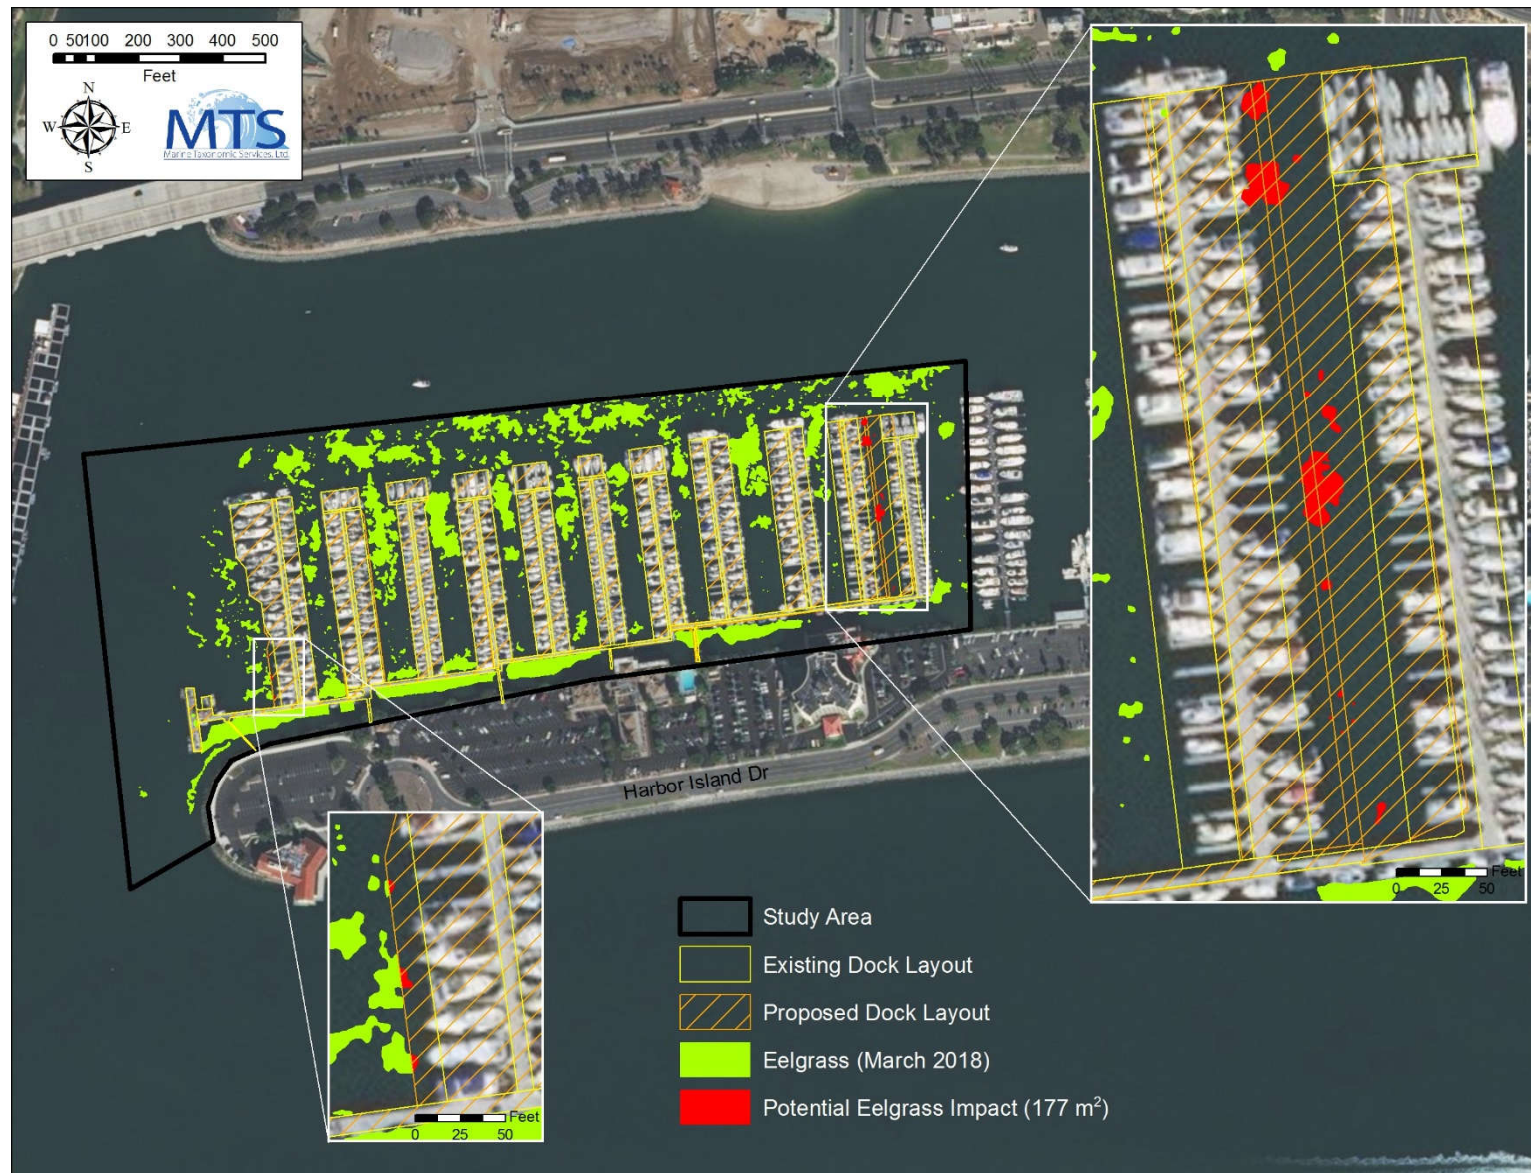 0 50100 200 300 400 500
Feet
N
W E
S
MTS
Marine Taxonomic Services, Ltd.
Harbor Island Dr
Feet
0 25 50
Feet
0 25 50
Study Area
Existing Dock Layout
Proposed Dock Layout
Eelgrass (March 2018)
Potential Eelgrass Impact (177 m²)